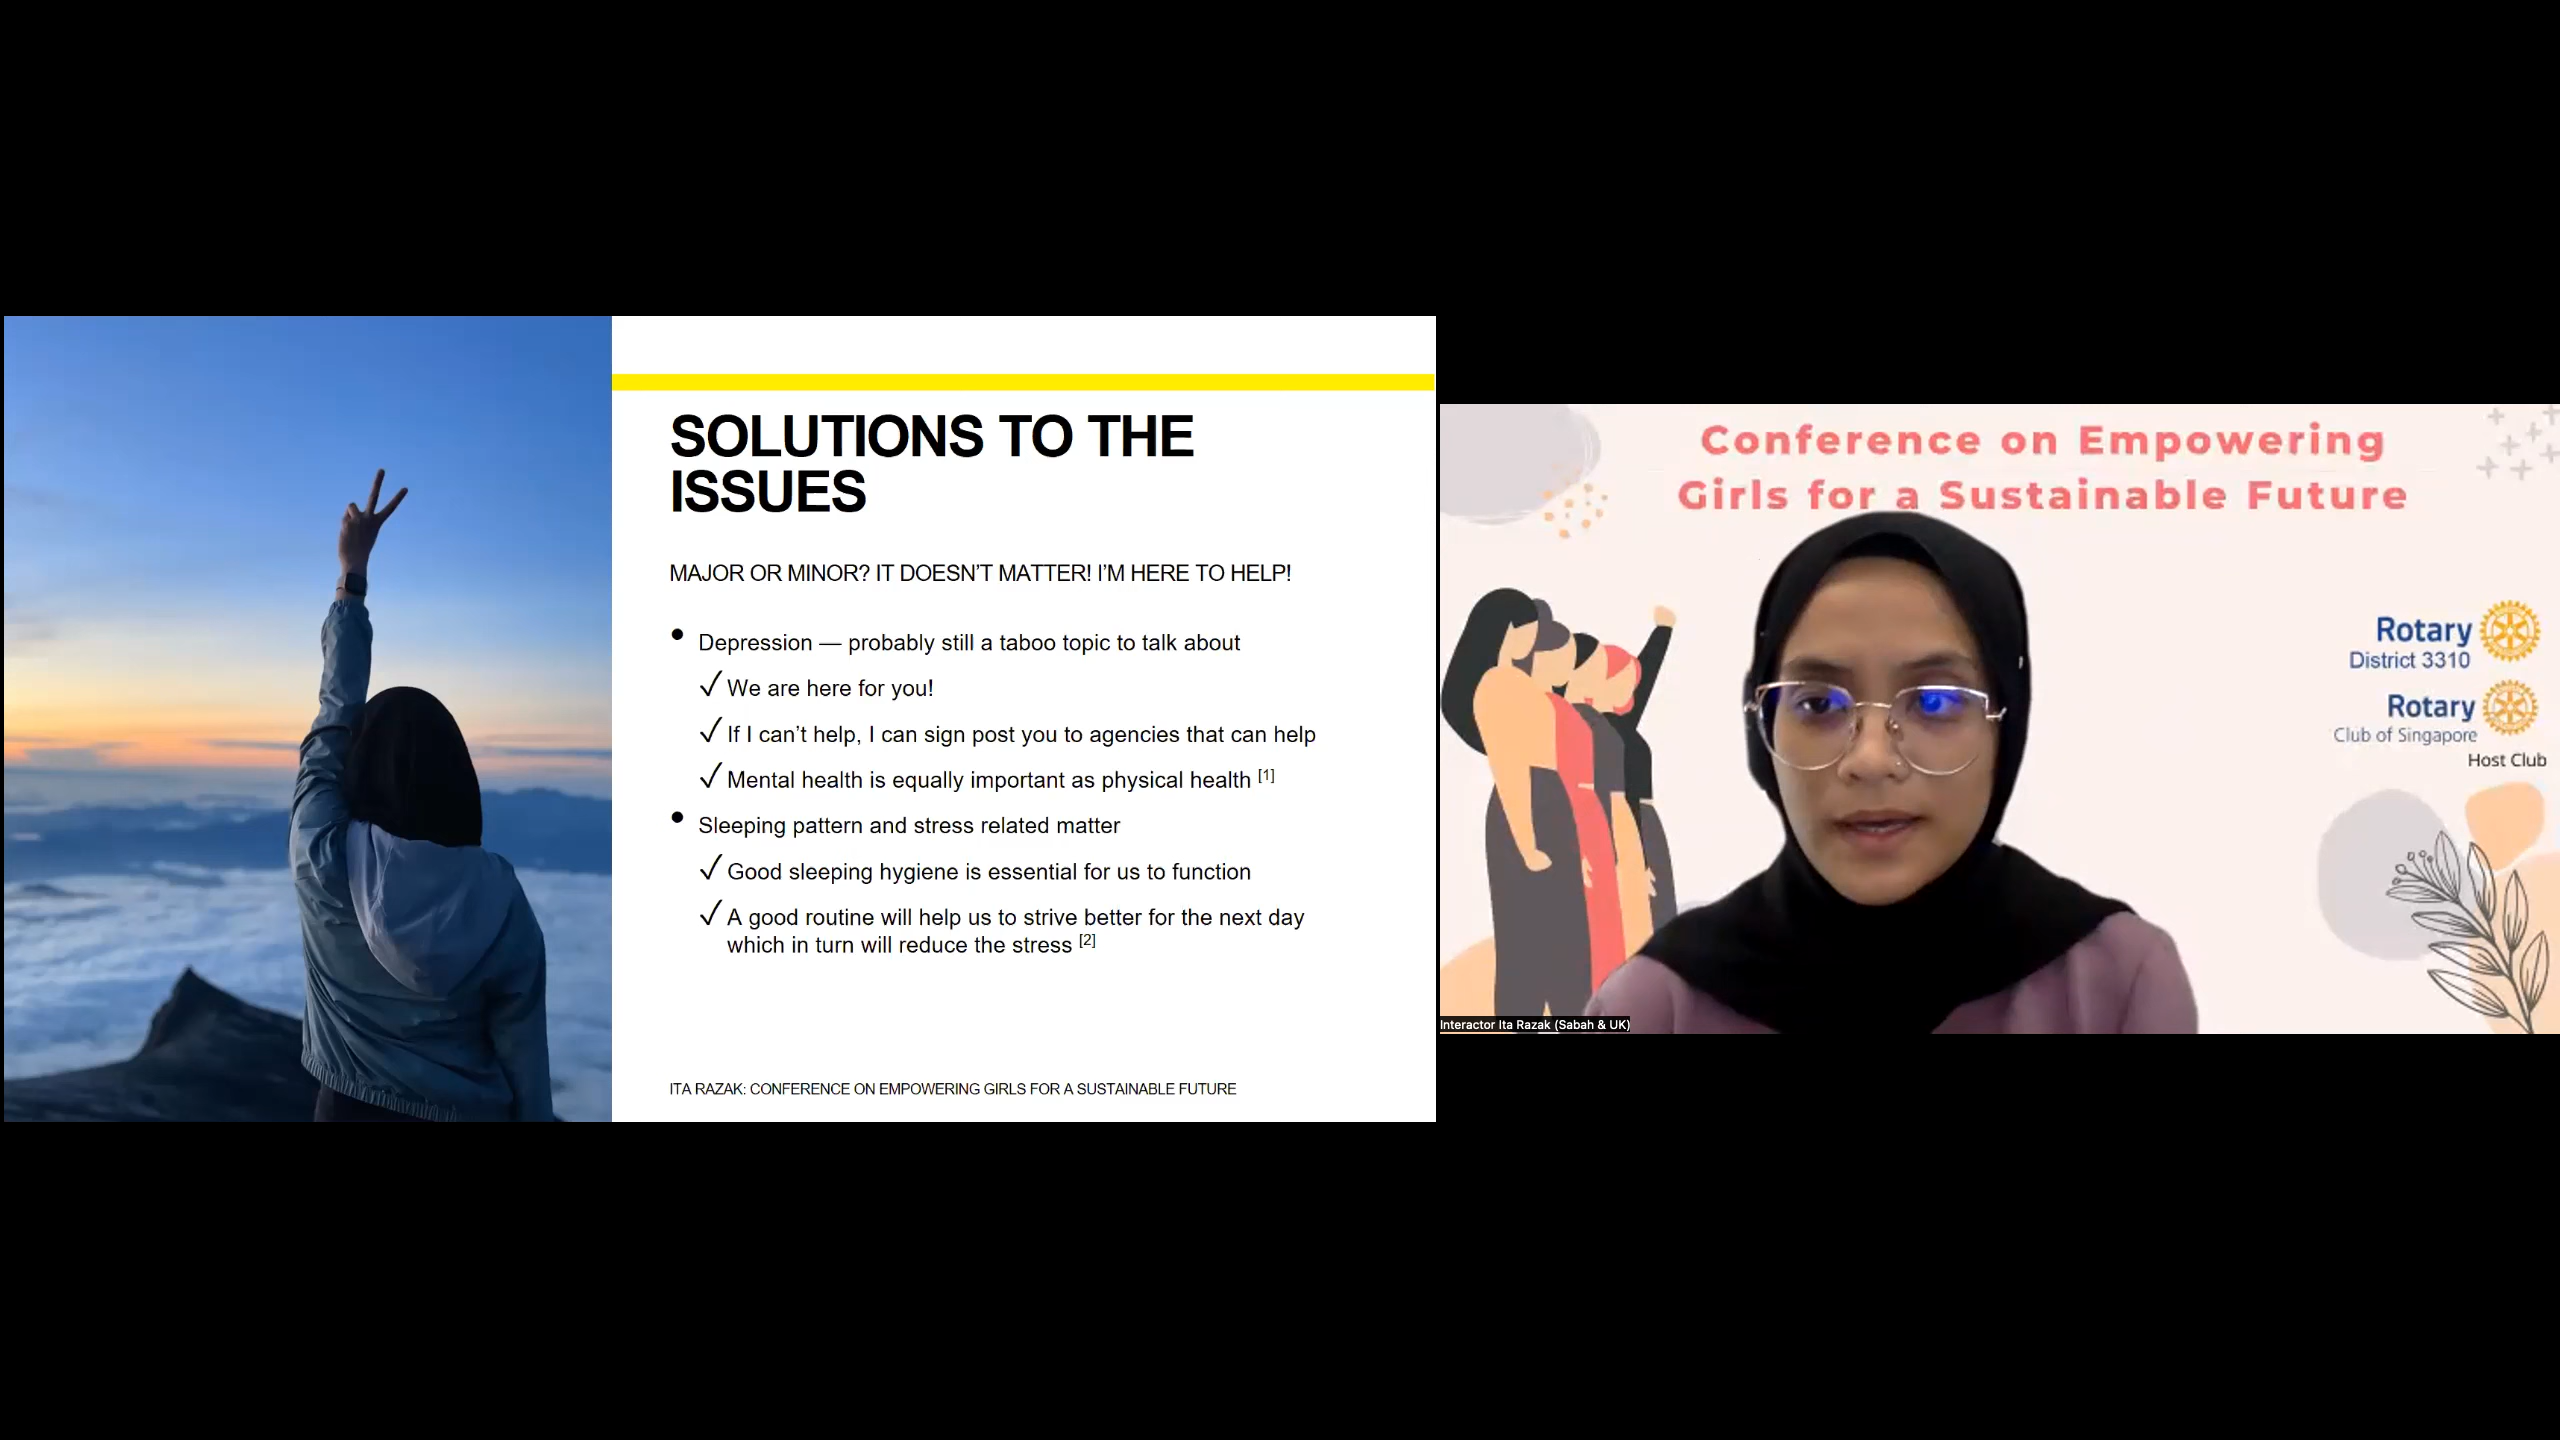 SOLUTIONS TO THE
ISSUES
MAJOR OR MINOR? IT DOESN'T MATTER! I'M HERE TO HELP!
• Depression — probably still a taboo topic to talk about
✓ We are here for you!
✓ If I can't help, I can sign post you to agencies that can help
✓ Mental health is equally important as physical health [1]
• Sleeping pattern and stress related matter
✓ Good sleeping hygiene is essential for us to function
✓ A good routine will help us to strive better for the next day
which in turn will reduce the stress [2]
ITA RAZAK: CONFERENCE ON EMPOWERING GIRLS FOR A SUSTAINABLE FUTURE
Conference on Empowering
Girls for a Sustainable Future
Rotary
District 3310
Rotary
Club of Singapore
Host Club
Interactor Ita Razak (Sabah & UK)